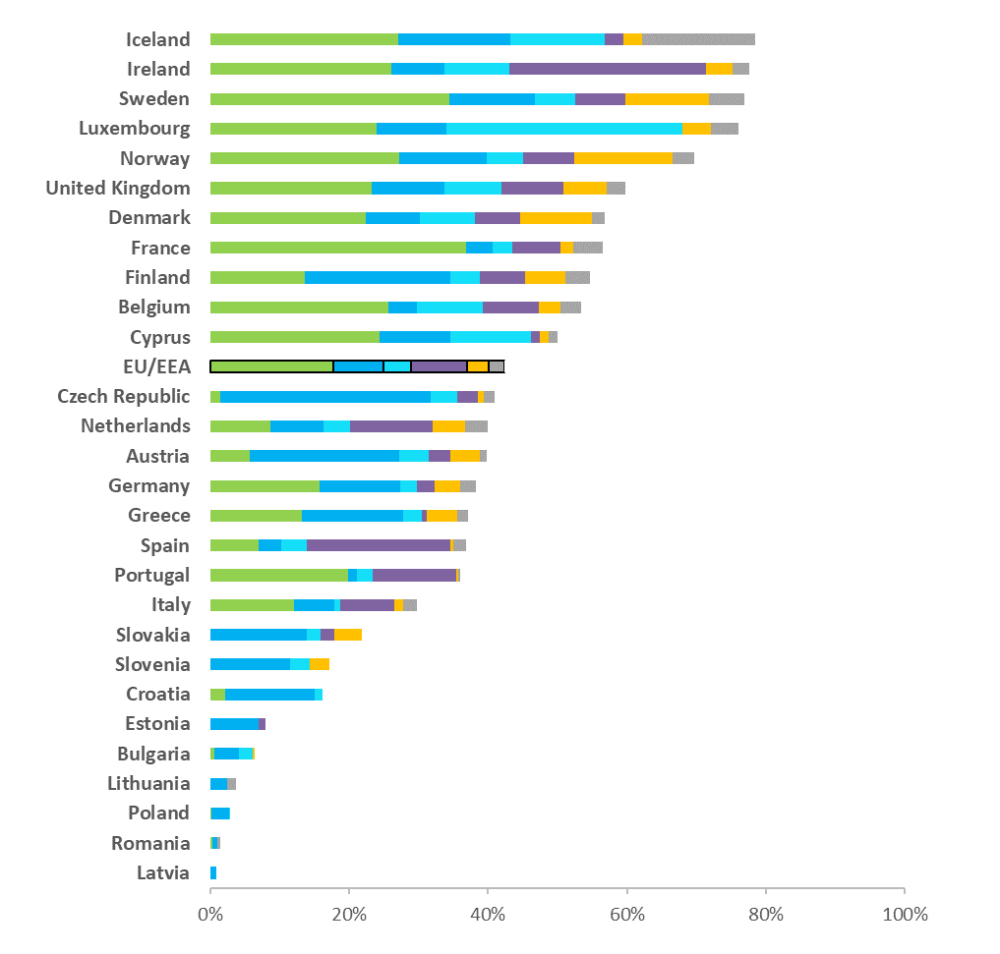 Iceland
Ireland
Sweden
Luxembourg
Norway
United Kingdom
Denmark
France
Finland
Belgium
Cyprus
EU/EEA
Czech Republic
Netherlands
Austria
Germany
Greece
Spain
Portugal
Italy
Slovakia
Slovenia
Croatia
Estonia
Bulgaria
Lithuania
Poland
Romania
Latvia
0% 20% 40% 60% 80% 100%